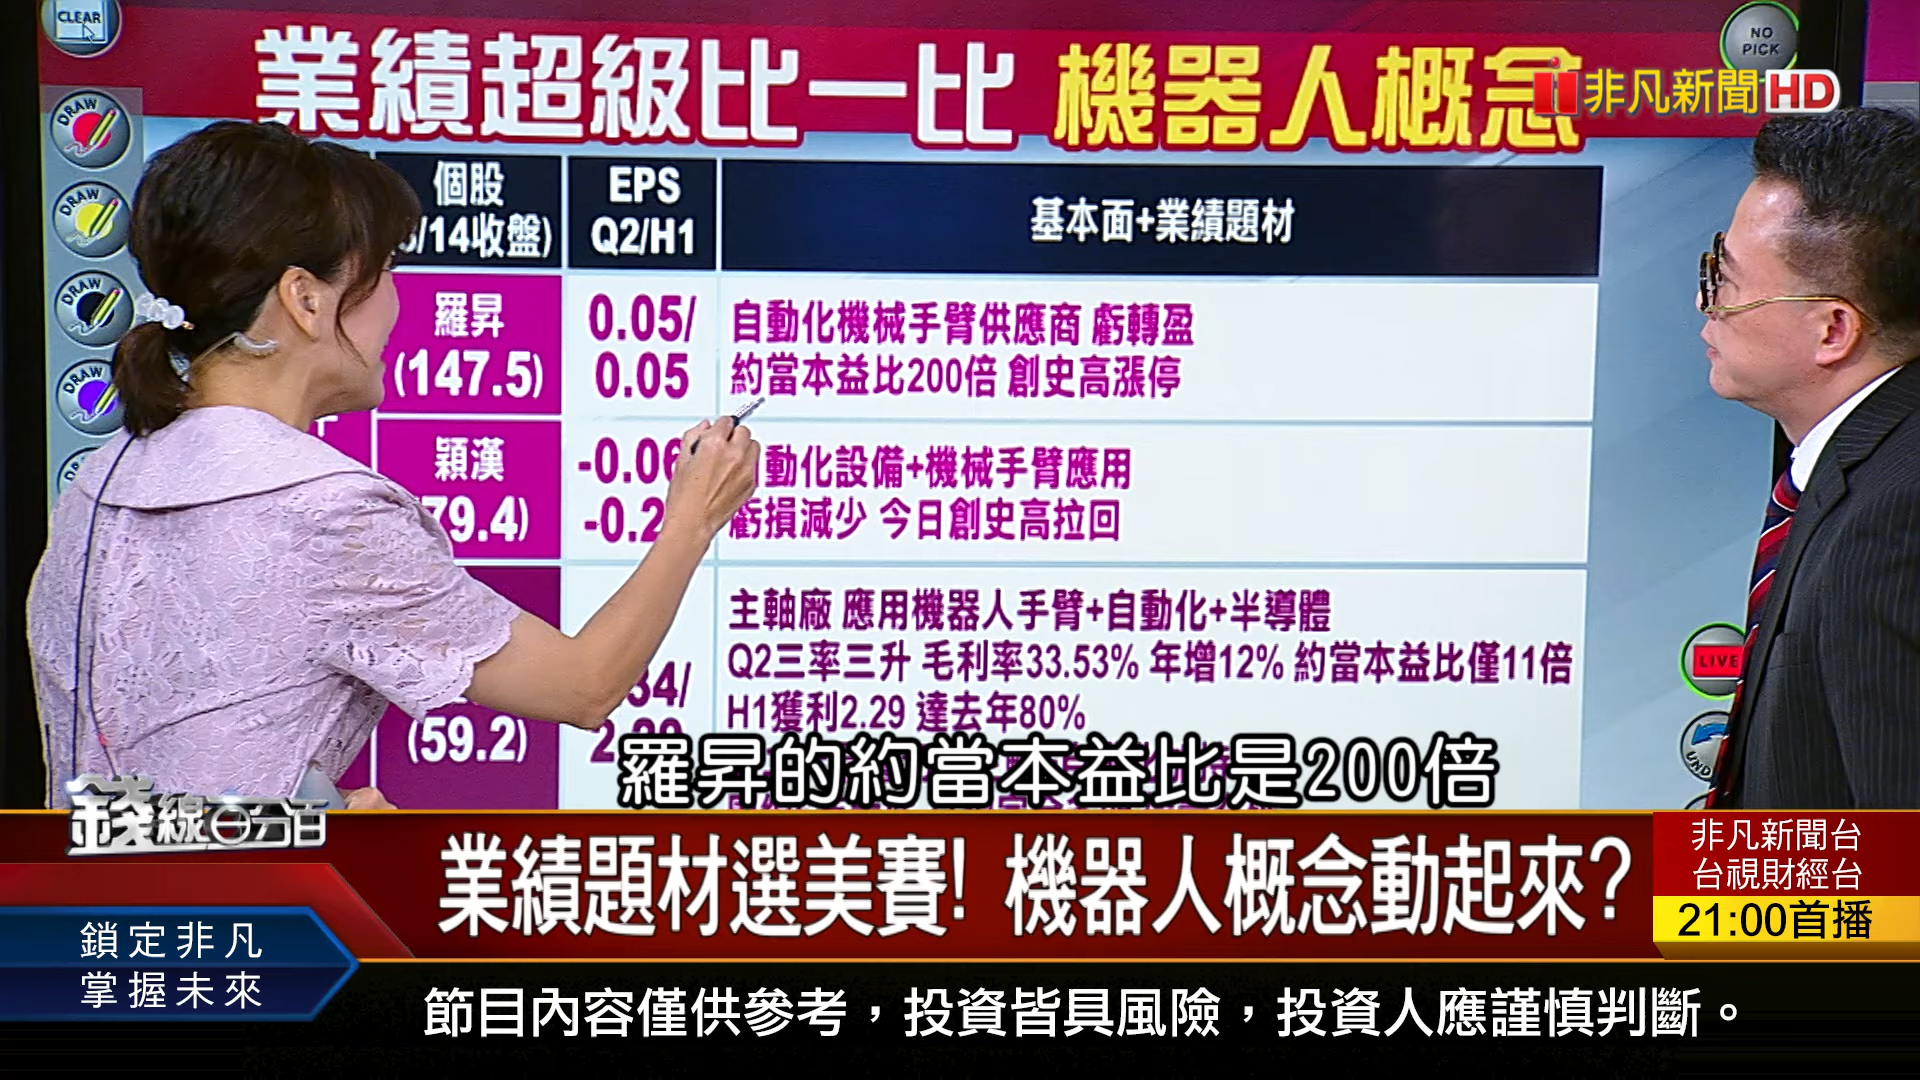 CLEAR
NO
PICK
業績超級比一比 機器人概念
非凡新聞HD
DRAW
DRAW
DRAW
DRAW
個股
/14收盤)
EPS
Q2/H1
基本面+業績題材
羅昇
(147.5)
0.05/
0.05
自動化機械手臂供應商 虧轉盈
約當本益比200倍 創史高漲停
穎漢
79.4)
-0.06
-0.2
動化設備+機械手臂應用
虧損減少 今日創史高拉回
(59.2)
34/
主軸廠 應用機器人手臂+自動化+半導體
Q2三率三升 毛利率33.53% 年增12% 約當本益比僅11倍
H1獲利2.29 達去年80%
LIVE
羅昇的約當本益比是200倍
錢線百分百
業績題材選美賽! 機器人概念動起來?
非凡新聞台
台視財經台
21:00首播
鎖定非凡
掌握未來
節目內容僅供參考，投資皆具風險，投資人應謹慎判斷。